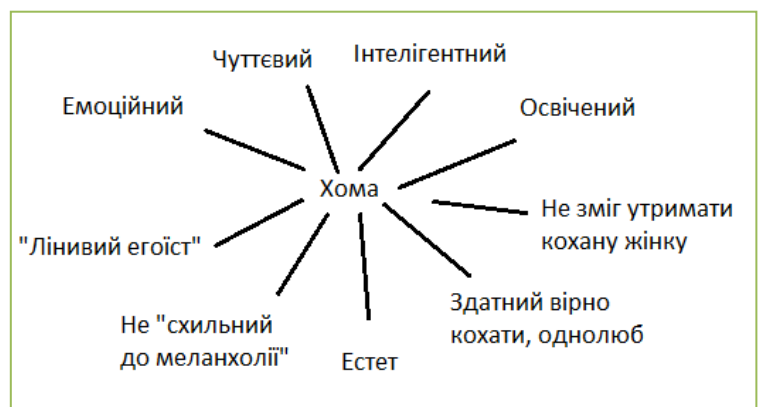 Чуттєвий
Інтелігентний
Емоційний
Освічений
Хома
Не зміг утримати
кохану жінку
"Лінивий егоїст"
Здатний вірно
кохати, однолюб
Не "схильний
до меланхолії"
Естет